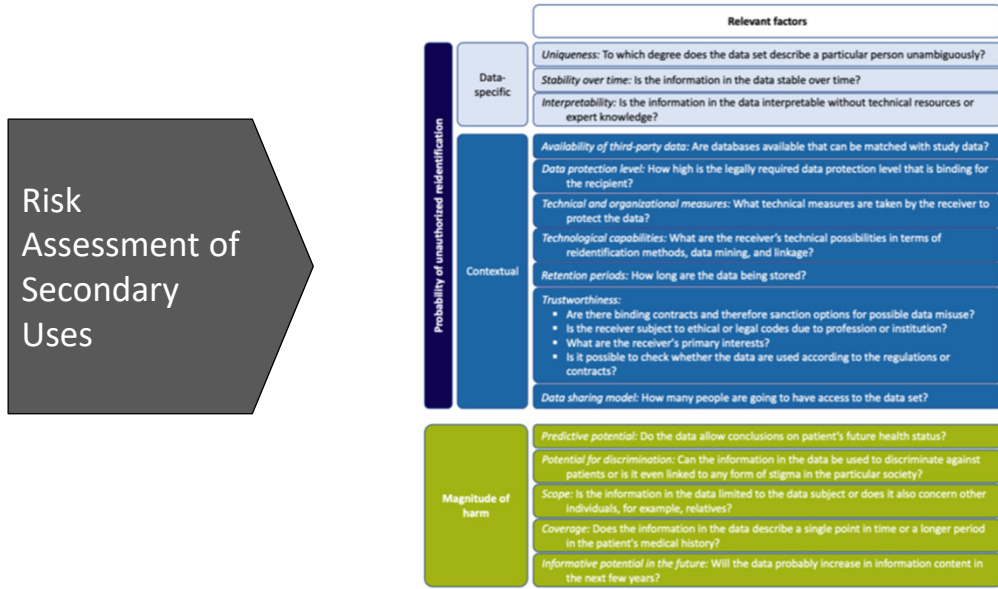 Risk
Assessment of
Secondary
Uses
Relevant factors
Probability of unauthorized reidentification
Data-
specific
Uniqueness: To which degree does the data set describe a particular person unambiguously?
Stability over time: Is the information in the data stable over time?
Interpretability: Is the information in the data interpretable without technical resources or
expert knowledge?
Contextual
Availability of third-party data: Are databases available that can be matched with study data?
Data protection level: How high is the legally required data protection level that is binding for
the recipient?
Technical and organizational measures: What technical measures are taken by the receiver to
protect the data?
Technological capabilities: What are the receiver's technical possibilities in terms of
reidentification methods, data mining, and linkage?
Retention periods: How long are the data being stored?
Trustworthiness:
▪ Are there binding contracts and therefore sanction options for possible data misuse?
▪ Is the receiver subject to ethical or legal codes due to profession or institution?
▪ What are the receiver's primary interests?
▪ Is it possible to check whether the data are used according to the regulations or
contracts?
Data sharing model: How many people are going to have access to the data set?
Magnitude of
harm
Predictive potential: Do the data allow conclusions on patient's future health status?
Potential for discrimination: Can the information in the data be used to discriminate against
patients or is it even linked to any form of stigma in the particular society?
Scope: Is the information in the data limited to the data subject or does it also concern other
individuals, for example, relatives?
Coverage: Does the information in the data describe a single point in time or a longer period
in the patient's medical history?
Informative potential in the future: Will the data probably increase in information content in
the next few years?